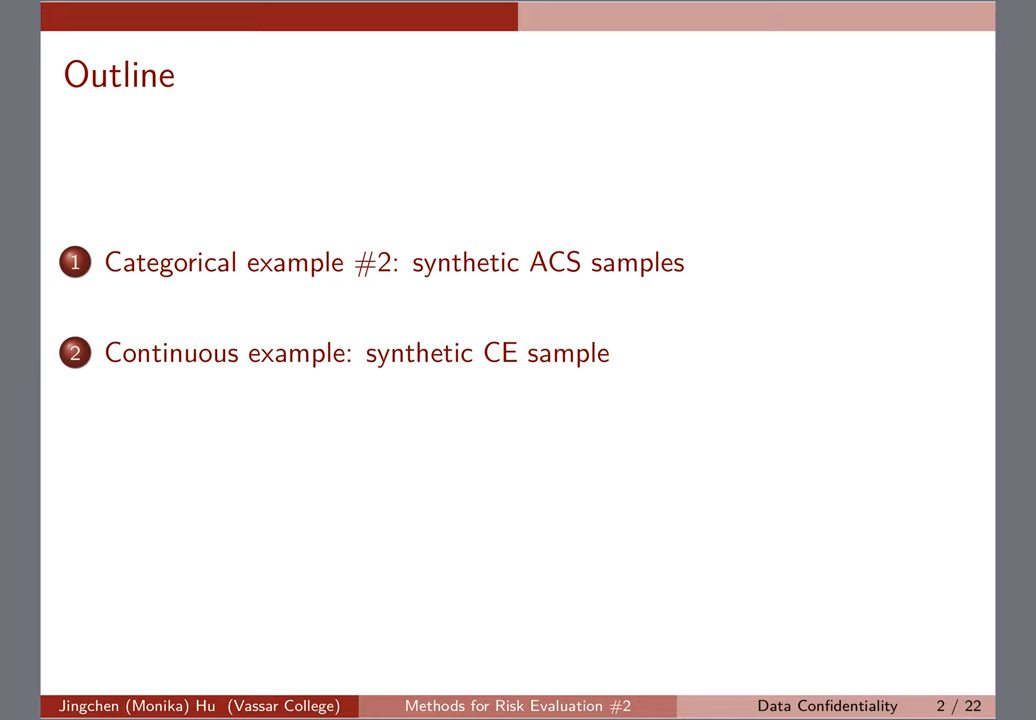 Outline
1 Categorical example #2: synthetic ACS samples
2 Continuous example: synthetic CE sample
Jingchen (Monika) Hu (Vassar College) Methods for Risk Evaluation #2 Data Confidentiality 2 / 22